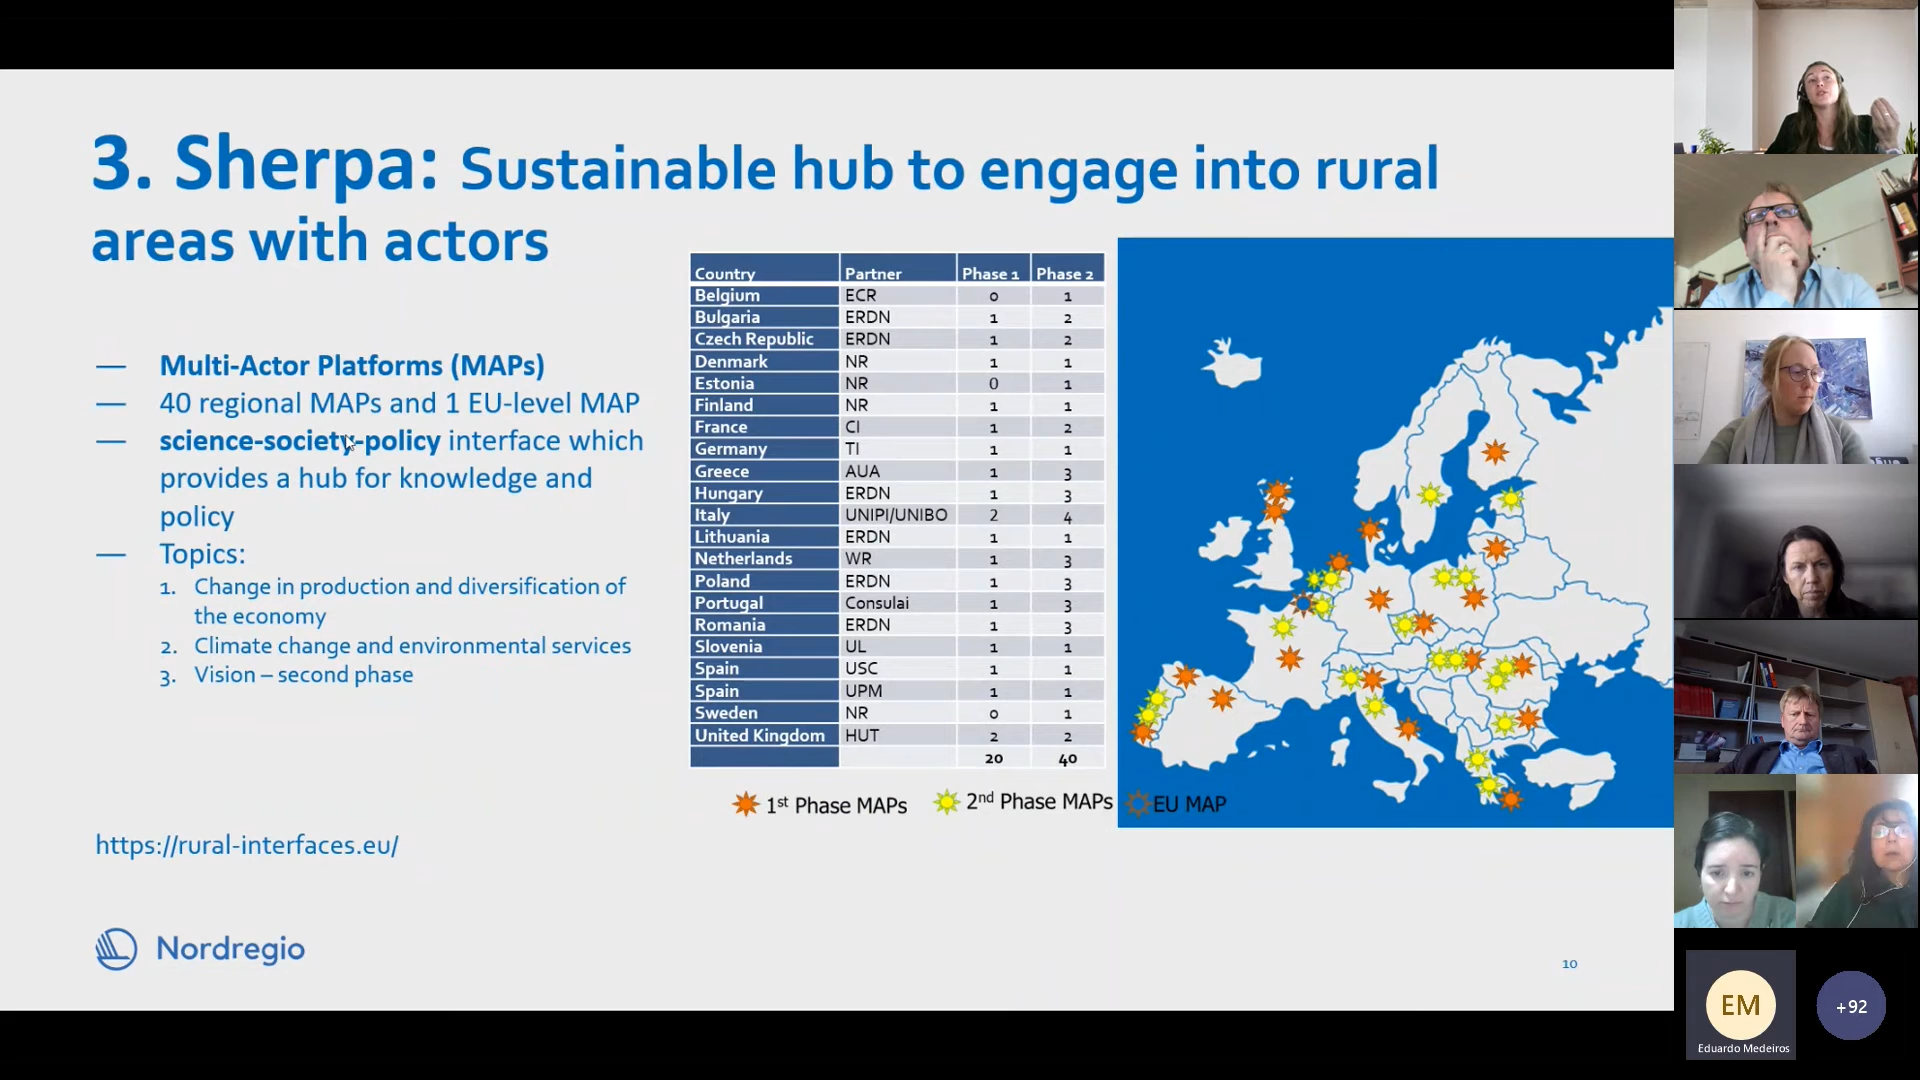 3. Sherpa: Sustainable hub to engage into rural
areas with actors
— Multi-Actor Platforms (MAPs)
— 40 regional MAPs and 1 EU-level MAP
— science-society-policy interface which
provides a hub for knowledge and
policy
— Topics:
1. Change in production and diversification of
the economy
2. Climate change and environmental services
3. Vision – second phase
Country Partner Phase 1 Phase 2
Belgium ECR 0 1
Bulgaria ERDN 1 2
Czech Republic ERDN 1 2
Denmark NR 1 1
Estonia NR 0 1
Finland NR 1 1
France CI 1 2
Germany TI 1 1
Greece AUA 1 3
Hungary ERDN 1 3
Italy UNIPI/UNIBO 2 4
Lithuania ERDN 1 1
Netherlands WR 1 3
Poland ERDN 1 3
Portugal Consulai 1 3
Romania ERDN 1 3
Slovenia UL 1 1
Spain USC 1 1
Spain UPM 1 1
Sweden NR 0 1
United Kingdom HUT 2 2
20 40
1st Phase MAPs 2nd Phase MAPs EU MAP
https://rural-interfaces.eu/
Nordregio
10
EM
Eduardo Medeiros
+92